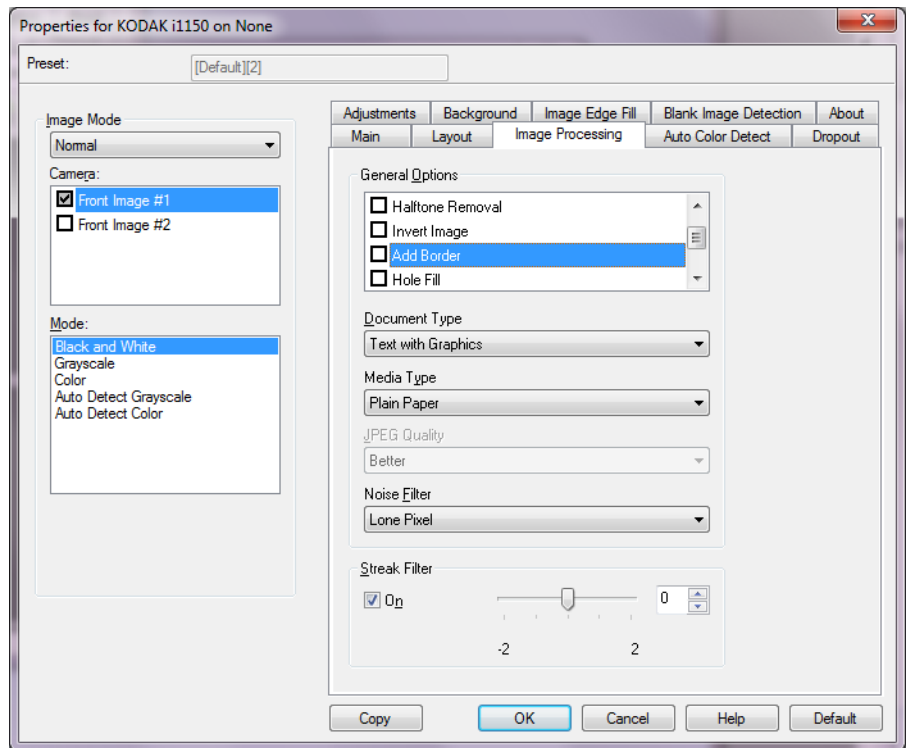 Properties for KODAK i1150 on None
Preset:
[Default][2]
Image Mode
Normal
Camera:
Front Image #1
Front Image #2
Mode:
Black and White
Grayscale
Color
Auto Detect Grayscale
Auto Detect Color
Adjustments Background Image Edge Fill Blank Image Detection About
Main Layout Image Processing Auto Color Detect Dropout
General Options
Halftone Removal
Invert Image
Add Border
Hole Fill
Document Type
Text with Graphics
Media Type
Plain Paper
JPEG Quality
Better
Noise Filter
Lone Pixel
Streak Filter
On 0
-2 2
Copy OK Cancel Help Default